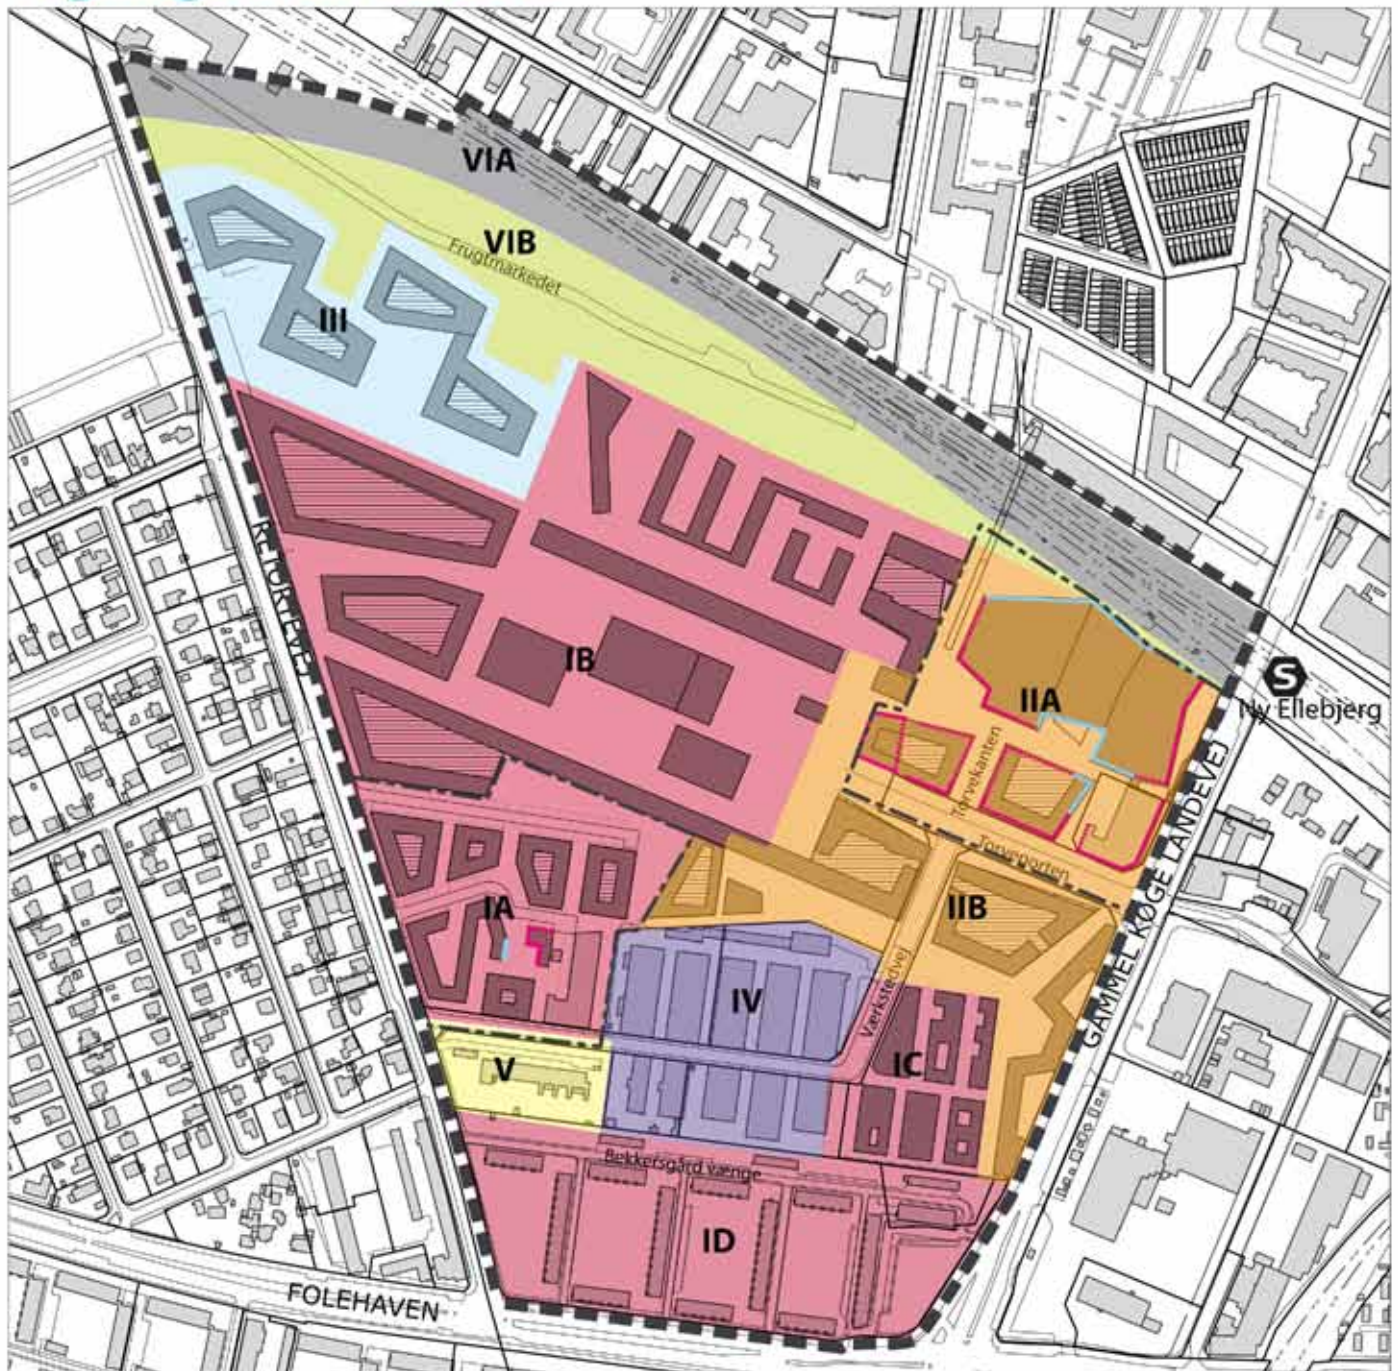 VIA
VIB
Frugtmarkedet
III
RETORTVEJ
IB
IIA
S
Ny Ellebjerg
Torvekanten
Torveporten
GAMMEL KØGE LANDEVEJ
IA
IIB
IV
Værkstedvej
IC
V
Bekkersgård vænge
ID
FOLEHAVEN